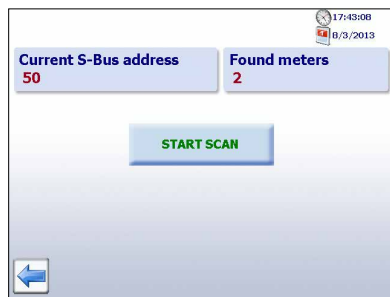 17:43:08
8/3/2013
Current S-Bus address
50
Found meters
2
START SCAN